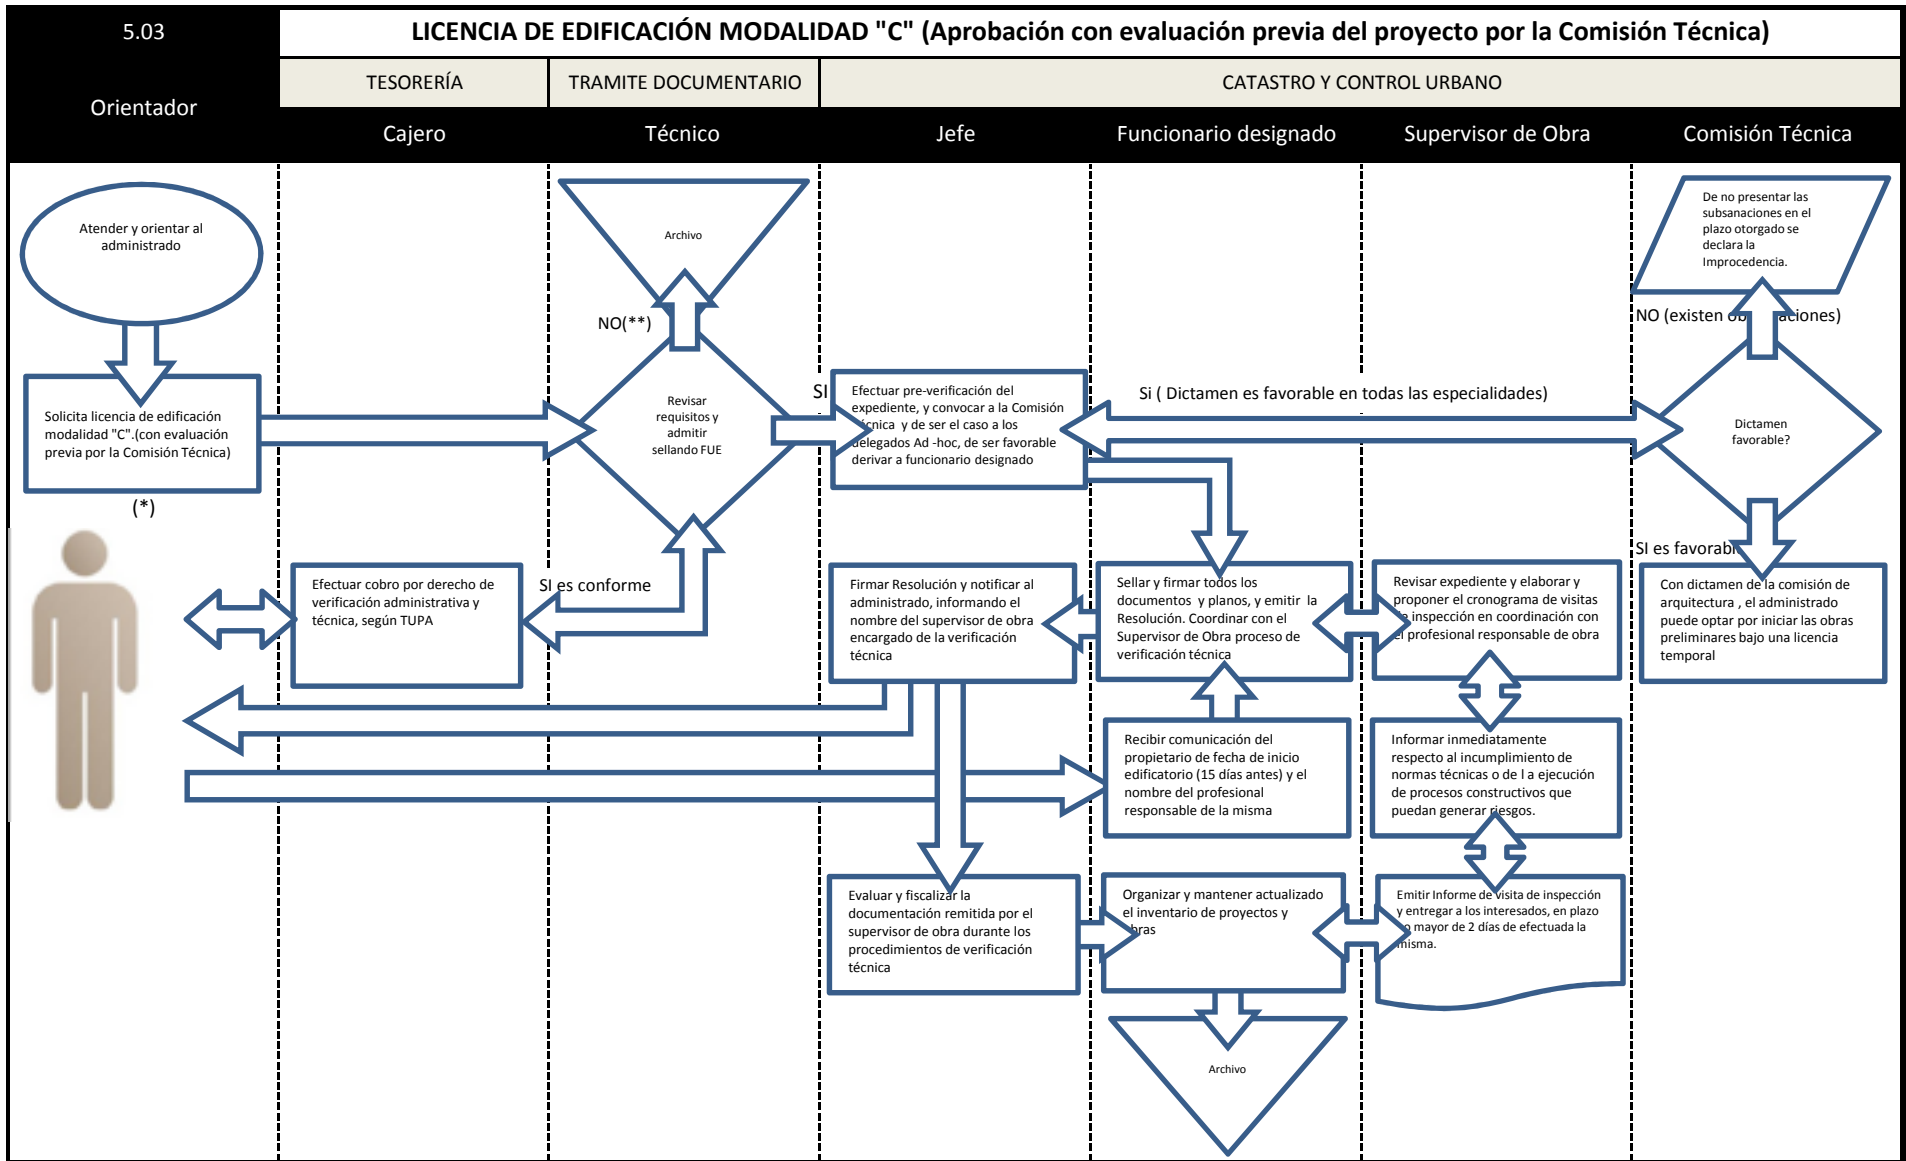 5.03
LICENCIA DE EDIFICACIÓN MODALIDAD "C" (Aprobación con evaluación previa del proyecto por la Comisión Técnica)
Orientador
TESORERÍA
TRAMITE DOCUMENTARIO
CATASTRO Y CONTROL URBANO
Cajero
Técnico
Jefe
Funcionario designado
Supervisor de Obra
Comisión Técnica
Atender y orientar al
administrado
Archivo
De no presentar las
subsanaciones en el
plazo otorgado se
declara la
Improcedencia.
NO(**)
NO (existen ob aciones)
Solicita licencia de edificación
modalidad "C".(con evaluación
previa por la Comisión Técnica)
(*)
Revisar
requisitos y
admitir
sellando FUE
SI
Efectuar pre-verificación del
expediente, y convocar a la Comisión
écnica y de ser el caso a los
delegados Ad -hoc, de ser favorable
derivar a funcionario designado
Si ( Dictamen es favorable en todas las especialidades)
Dictamen
favorable?
SI es favorab
Efectuar cobro por derecho de
verificación administrativa y
técnica, según TUPA
SI es conforme
Firmar Resolución y notificar al
administrado, informando el
nombre del supervisor de obra
encargado de la verificación
técnica
Sellar y firmar todos los
documentos y planos, y emitir la
Resolución. Coordinar con el
Supervisor de Obra proceso de
verificación técnica
Revisar expediente y elaborar y
proponer el cronograma de visitas
inspección en coordinación con
profesional responsable de obra
Con dictamen de la comisión de
arquitectura , el administrado
puede optar por iniciar las obras
preliminares bajo una licencia
temporal
Recibir comunicación del
propietario de fecha de inicio
edificatorio (15 días antes) y el
nombre del profesional
responsable de la misma
Informar inmediatamente
respecto al incumplimiento de
normas técnicas o de l a ejecución
de procesos constructivos que
puedan generar riesgos.
Evaluar y fiscalizar la
documentación remitida por el
supervisor de obra durante los
procedimientos de verificación
técnica
Organizar y mantener actualizado
el inventario de proyectos y
bras
Emitir Informe de visita de inspección
y entregar a los interesados, en plazo
o mayor de 2 días de efectuada la
misma.
Archivo